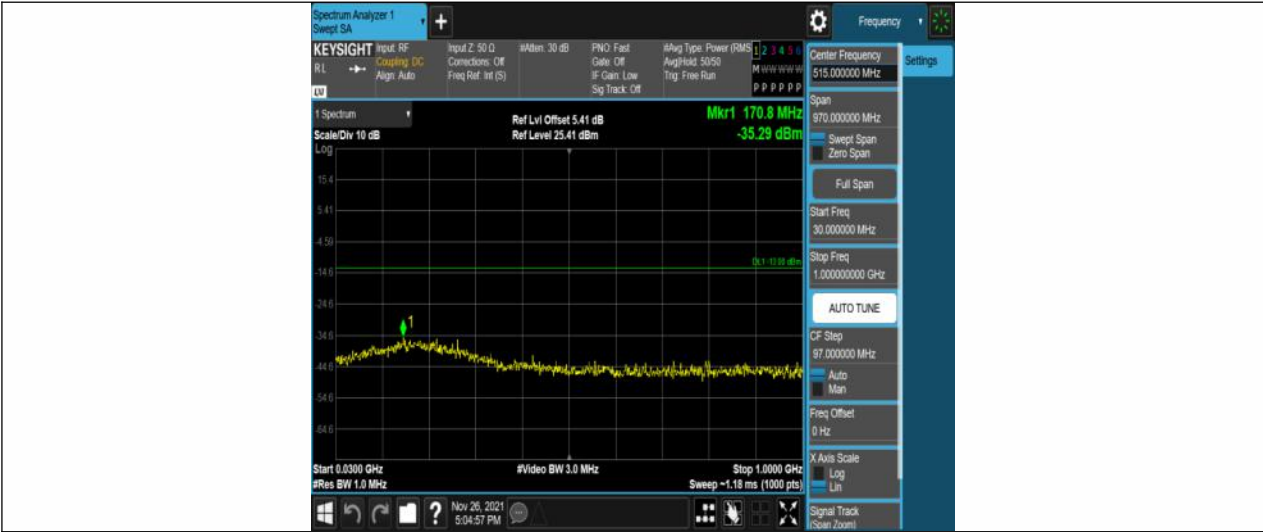 Spectrum Analyzer 1
Swept SA
+
Frequency
KEYSIGHT
RL
LW
Input: RF
Coupling: DC
Align: Auto
Input Z: 50 Ω
Corrections: Off
Freq Ref: Int (S)
#Atten: 30 dB
PNO: Fast
Gate: Off
IF Gain: Low
Sig Track: Off
#Avg Type: Power (RMS
Avg|Hold: 50/50
Trig: Free Run
1 2 3 4 5 6
M W W W W W
P P P P P P
Center Frequency
515.000000 MHz
Settings
1 Spectrum
Scale/Div 10 dB
Ref Lvl Offset 5.41 dB
Ref Level 25.41 dBm
Mkr1 170.8 MHz
-35.29 dBm
Span
970.000000 MHz
Swept Span
Zero Span
Full Span
Start Freq
30.000000 MHz
Stop Freq
1.000000000 GHz
AUTO TUNE
CF Step
97.000000 MHz
Auto
Man
Freq Offset
0 Hz
X Axis Scale
Log
Lin
Signal Track
(Span Zoom)
Log
15.4
5.41
-4.59
DL1 -13.00 dBm
-14.6
-24.6
1
-34.6
-44.6
-54.6
-64.6
Start 0.0300 GHz
#Video BW 3.0 MHz
Stop 1.0000 GHz
#Res BW 1.0 MHz
Sweep ~1.18 ms (1000 pts)
?
Nov 26, 2021
5:04:57 PM